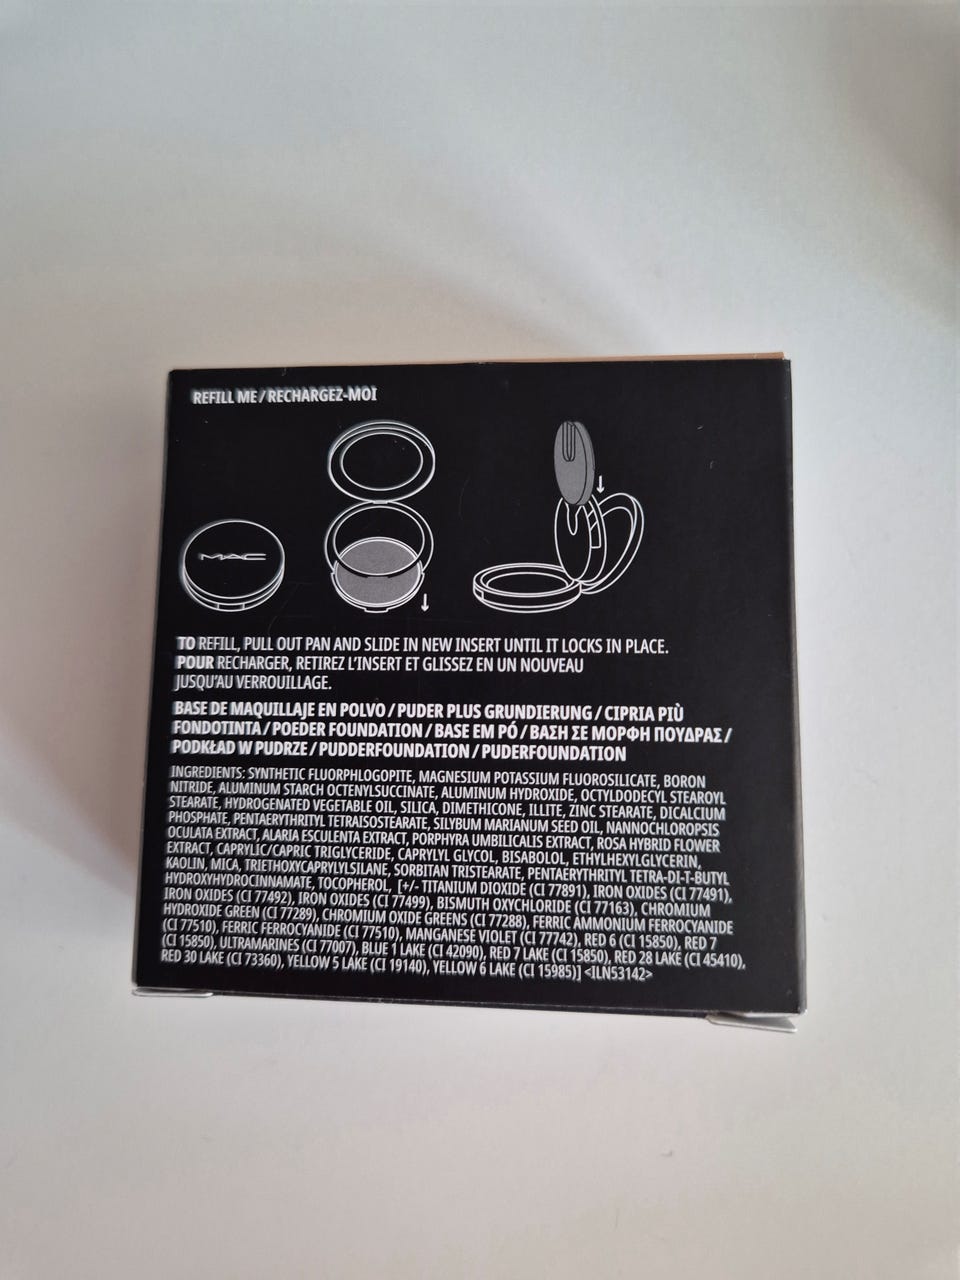 REFILL ME / RECHARGEZ-MOI
MAC
TO REFILL, PULL OUT PAN AND SLIDE IN NEW INSERT UNTIL IT LOCKS IN PLACE.
POUR RECHARGER, RETIREZ L'INSERT ET GLISSEZ EN UN NOUVEAU
JUSQU'AU VERROUILLAGE.
BASE DE MAQUILLAJE EN POLVO / PUDER PLUS GRUNDIERUNG / CIPRIA PIÙ
FONDOTINTA / POEDER FOUNDATION / BASE EM PÓ / ΒΑΣΗ ΣΕ ΜΟΡΦΗ ΠΟΥΔΡΑΣ /
PODKŁAD W PUDRZE / PUDDERFOUNDATION / PUDERFOUNDATION
INGREDIENTS: SYNTHETIC FLUORPHLOGOPITE, MAGNESIUM POTASSIUM FLUOROSILICATE, BORON
NITRIDE, ALUMINUM STARCH OCTENYLSUCCINATE, ALUMINUM HYDROXIDE, OCTYLDODECYL STEAROYL
STEARATE, HYDROGENATED VEGETABLE OIL, SILICA, DIMETHICONE, ILLITE, ZINC STEARATE, DICALCIUM
PHOSPHATE, PENTAERYTHRITYL TETRAISOSTEARATE, SILYBUM MARIANUM SEED OIL, NANNOCHLOROPSIS
OCULATA EXTRACT, ALARIA ESCULENTA EXTRACT, PORPHYRA UMBILICALIS EXTRACT, ROSA HYBRID FLOWER
EXTRACT, CAPRYLIC/CAPRIC TRIGLYCERIDE, CAPRYLYL GLYCOL, BISABOLOL, ETHYLHEXYLGLYCERIN,
KAOLIN, MICA, TRIETHOXYCAPRYLYLSILANE, SORBITAN TRISTEARATE, PENTAERYTHRITYL TETRA-DI-T-BUTYL
HYDROXYHYDROCINNAMATE, TOCOPHEROL, [+/- TITANIUM DIOXIDE (CI 77891), IRON OXIDES (CI 77491),
IRON OXIDES (CI 77492), IRON OXIDES (CI 77499), BISMUTH OXYCHLORIDE (CI 77163), CHROMIUM
HYDROXIDE GREEN (CI 77289), CHROMIUM OXIDE GREENS (CI 77288), FERRIC AMMONIUM FERROCYANIDE
(CI 77510), FERRIC FERROCYANIDE (CI 77510), MANGANESE VIOLET (CI 77742), RED 6 (CI 15850), RED 7
(CI 15850), ULTRAMARINES (CI 77007), BLUE 1 LAKE (CI 42090), RED 7 LAKE (CI 15850), RED 28 LAKE (CI 45410),
RED 30 LAKE (CI 73360), YELLOW 5 LAKE (CI 19140), YELLOW 6 LAKE (CI 15985)] <ILN53142>